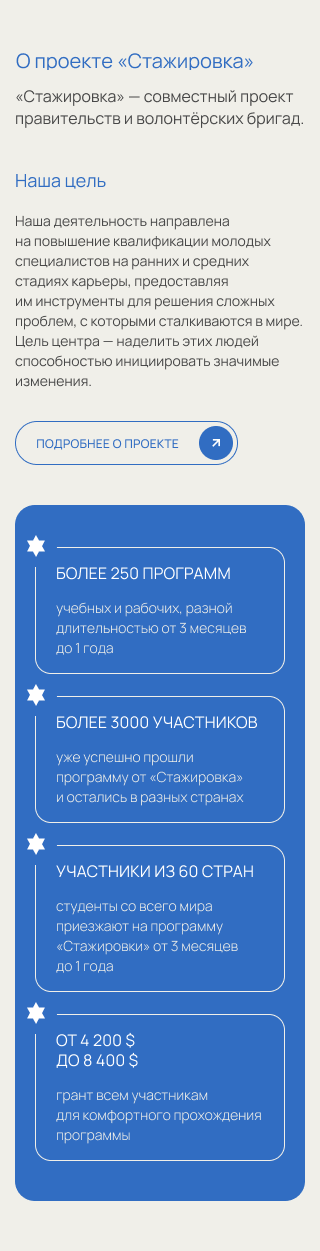 О проекте «Стажировка»
«Стажировка» — совместный проект
правительств и волонтёрских бригад.
Наша цель
Наша деятельность направлена
на повышение квалификации молодых
специалистов на ранних и средних
стадиях карьеры, предоставляя
им инструменты для решения сложных
проблем, с которыми сталкиваются в мире.
Цель центра — наделить этих людей
способностью инициировать значимые
изменения.
ПОДРОБНЕЕ О ПРОЕКТЕ
БОЛЕЕ 250 ПРОГРАММ
учебных и рабочих, разной
длительностью от 3 месяцев
до 1 года
БОЛЕЕ 3000 УЧАСТНИКОВ
уже успешно прошли
программу от «Стажировка»
и остались в разных странах
УЧАСТНИКИ ИЗ 60 СТРАН
студенты со всего мира
приезжают на программу
«Стажировки» от 3 месяцев
до 1 года
ОТ 4 200 $
ДО 8 400 $
грант всем участникам
для комфортного прохождения
программы